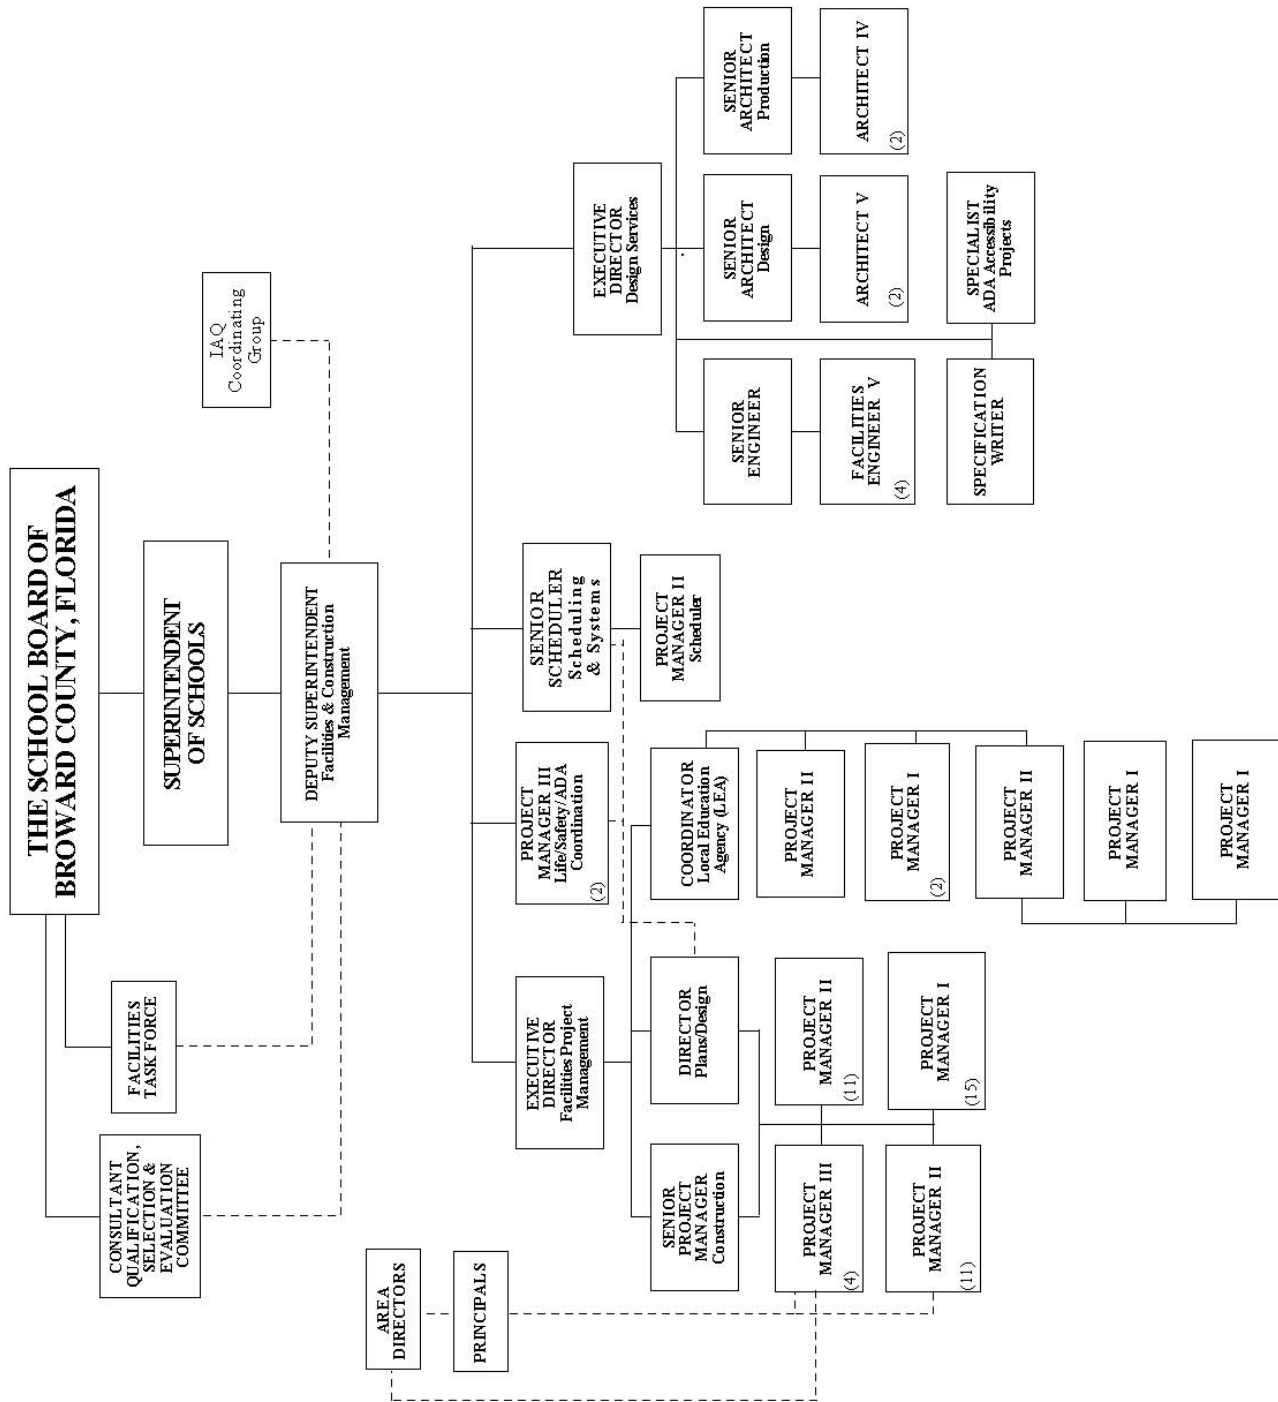 THE SCHOOL BOARD OF
BROWARD COUNTY, FLORIDA
CONSULTANT
QUALIFICATION,
SELECTION &
EVALUATION
COMMITTEE
FACILITIES
TASK FORCE
SUPERINTENDENT
OF SCHOOLS
IAQ
Coordinating
Group
DEPUTY SUPERINTENDENT
Facilities & Construction
Management
AREA
DIRECTORS
PRINCIPALS
EXECUTIVE
DIRECTOR
Facilities Project
Management
PROJECT
MANAGER III
Life/Safety/ADA
Coordination
(2)
SENIOR
SCHEDULER
Scheduling
& Systems
EXECUTIVE
DIRECTOR
Design Services
SENIOR
PROJECT
MANAGER
Construction
DIRECTOR
Plans/Design
COORDINATOR
Local Education
Agency (LEA)
PROJECT
MANAGER II
Scheduler
SENIOR
ENGINEER
SENIOR
ARCHITECT
Design
SENIOR
ARCHITECT
Production
PROJECT
MANAGER III
(4)
PROJECT
MANAGER II
(11)
PROJECT
MANAGER II
FACILITIES
ENGINEER V
(4)
ARCHITECT V
(2)
ARCHITECT IV
(2)
PROJECT
MANAGER II
(11)
PROJECT
MANAGER I
(15)
PROJECT
MANAGER I
(2)
SPECIFICATION
WRITER
SPECIALIST
ADA Accessibility
Projects
PROJECT
MANAGER II
PROJECT
MANAGER I
PROJECT
MANAGER I